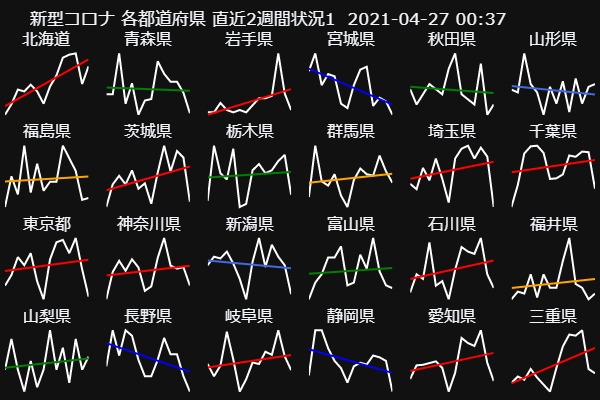 新型コロナ 各都道府県 直近2週間状況1 2021-04-27 00:37
北海道 青森県 岩手県 宮城県 秋田県 山形県
福島県 茨城県 栃木県 群馬県 埼玉県 千葉県
東京都 神奈川県 新潟県 富山県 石川県 福井県
山梨県 長野県 岐阜県 静岡県 愛知県 三重県